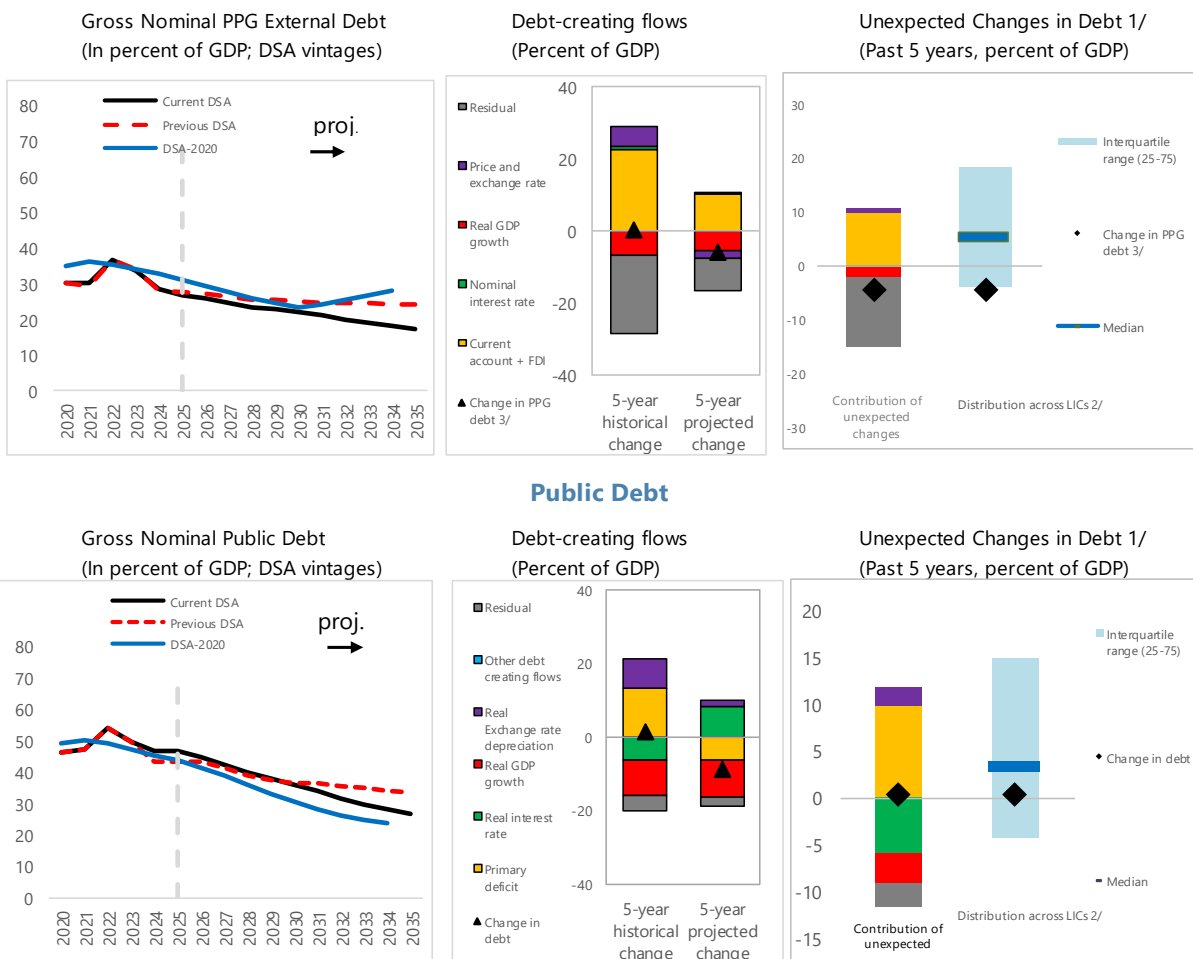 Gross Nominal PPG External Debt
(In percent of GDP; DSA vintages)
Current DSA
Previous DSA
DSA-2020
proj.
80
70
60
50
40
30
20
10
0
2020
2021
2022
2023
2024
2025
2026
2027
2028
2029
2030
2031
2032
2033
2034
2035
Debt-creating flows
(Percent of GDP)
Residual
Price and
exchange rate
Real GDP
growth
Nominal
interest rate
Current
account + FDI
Change in PPG
debt 3/
40
20
0
-20
-40
5-year
historical
change
5-year
projected
change
Unexpected Changes in Debt 1/
(Past 5 years, percent of GDP)
30
20
10
0
-10
-20
-30
Interquartile
range (25-75)
Change in PPG
debt 3/
Median
Contribution of
unexpected
changes
Distribution across LICs 2/
Public Debt
Gross Nominal Public Debt
(In percent of GDP; DSA vintages)
Current DSA
Previous DSA
DSA-2020
proj.
80
70
60
50
40
30
20
10
0
2020
2021
2022
2023
2024
2025
2026
2027
2028
2029
2030
2031
2032
2033
2034
2035
Debt-creating flows
(Percent of GDP)
Residual
Other debt
creating flows
Real
Exchange rate
depreciation
Real GDP
growth
Real interest
rate
Primary
deficit
Change in
debt
40
20
0
-20
-40
5-year
historical
change
5-year
projected
change
Unexpected Changes in Debt 1/
(Past 5 years, percent of GDP)
20
15
10
5
0
-5
-10
-15
Interquartile
range (25-75)
Change in debt
Median
Contribution of
unexpected
Distribution across LICs 2/